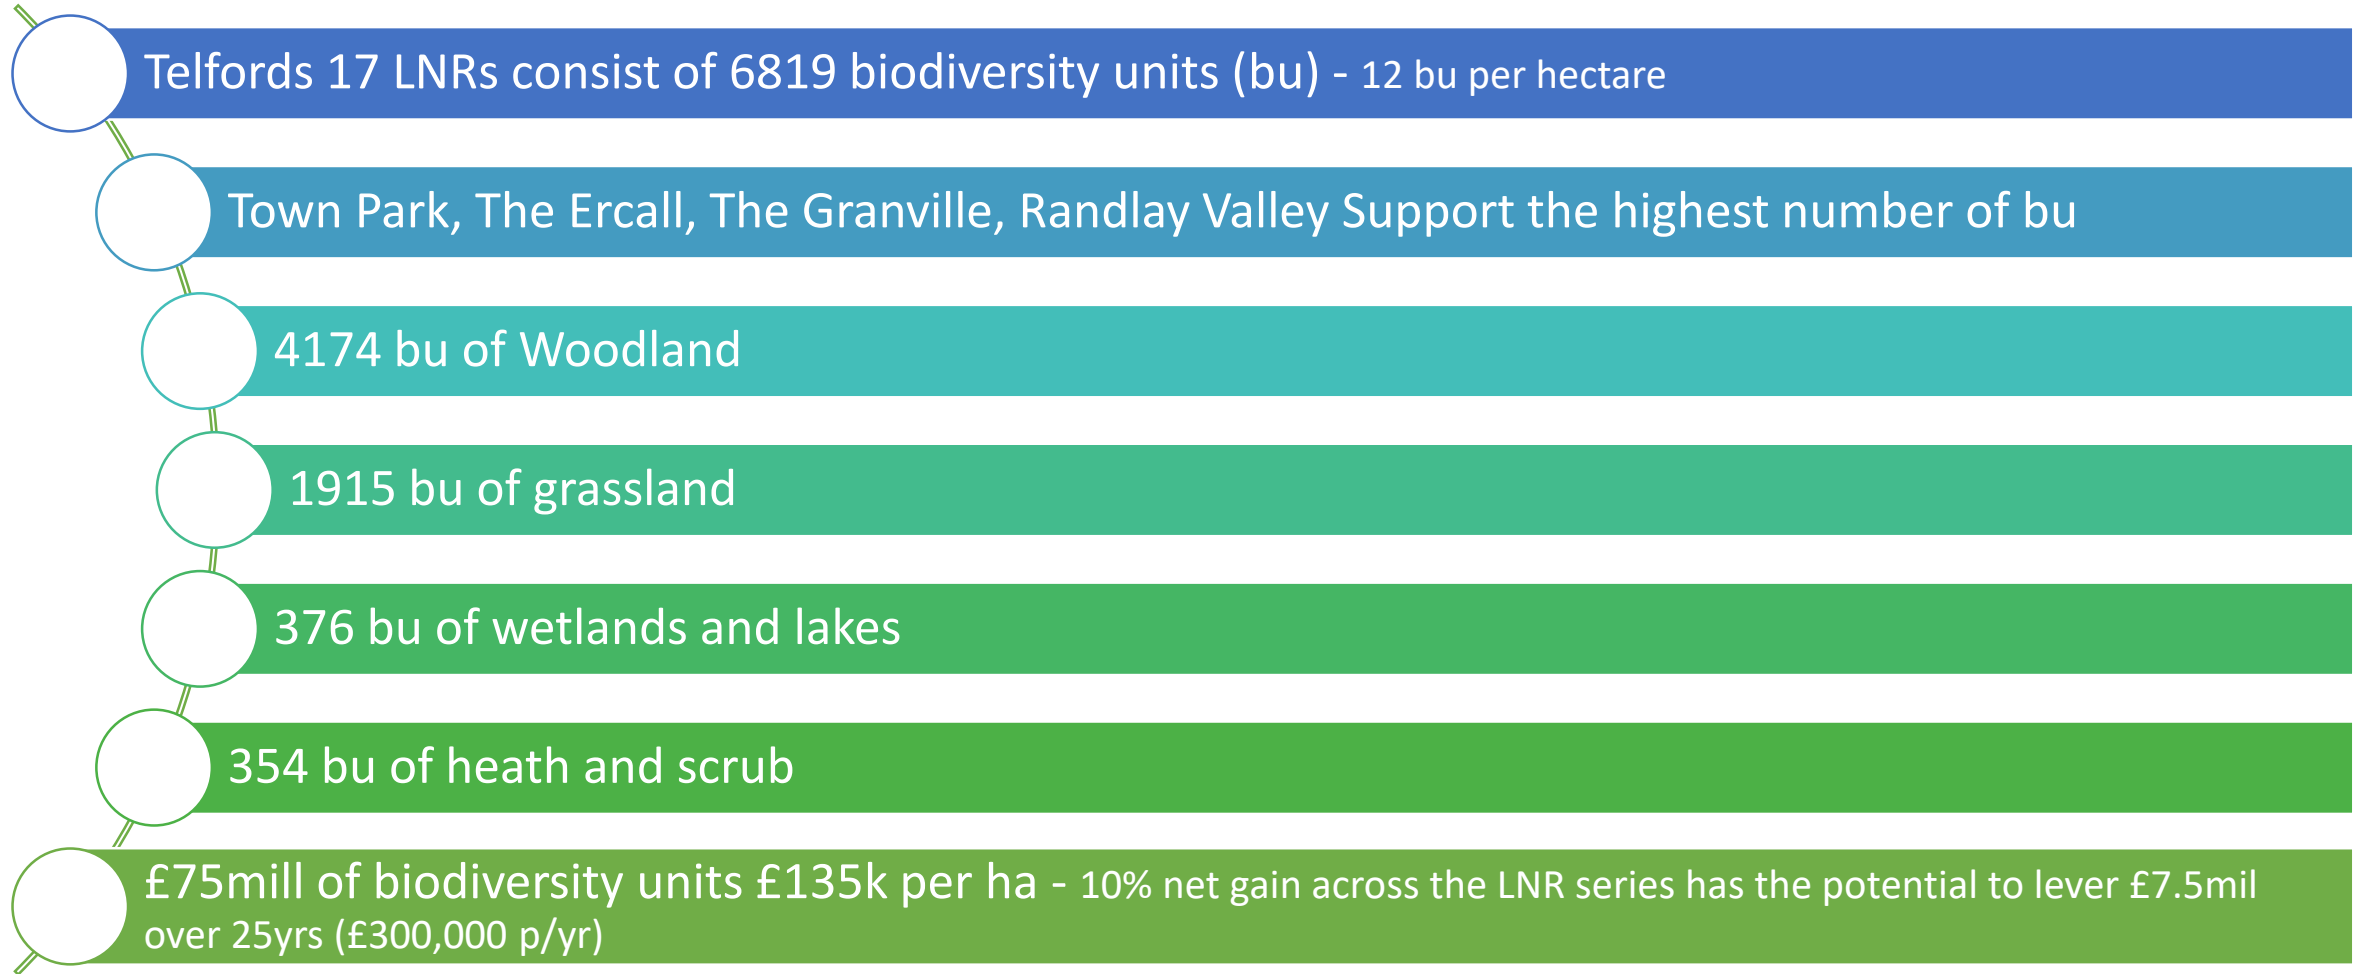 Telfords 17 LNRs consist of 6819 biodiversity units (bu) - 12 bu per hectare
Town Park, The Ercall, The Granville, Randlay Valley Support the highest number of bu
4174 bu of Woodland
1915 bu of grassland
376 bu of wetlands and lakes
354 bu of heath and scrub
£75mill of biodiversity units £135k per ha - 10% net gain across the LNR series has the potential to lever £7.5mil
over 25yrs (£300,000 p/yr)